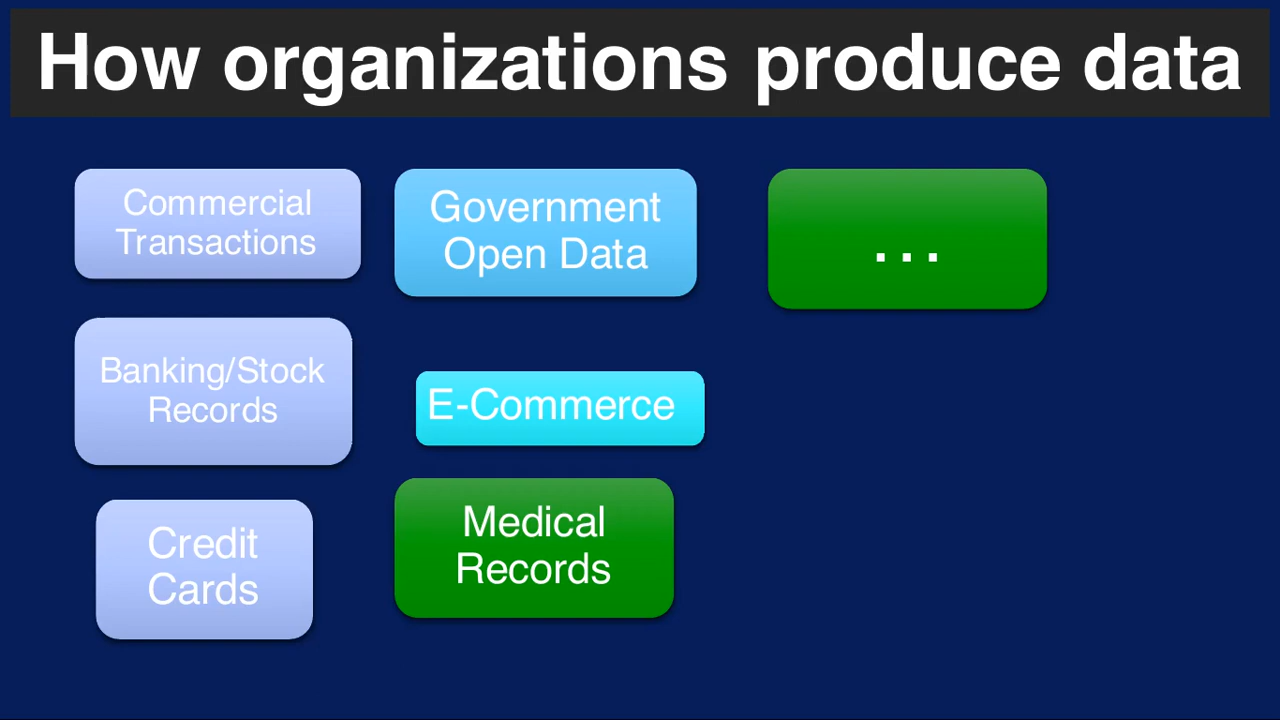 How organizations produce data
Commercial
Transactions
Government
Open Data
...
Banking/Stock
Records
E-Commerce
Credit
Cards
Medical
Records